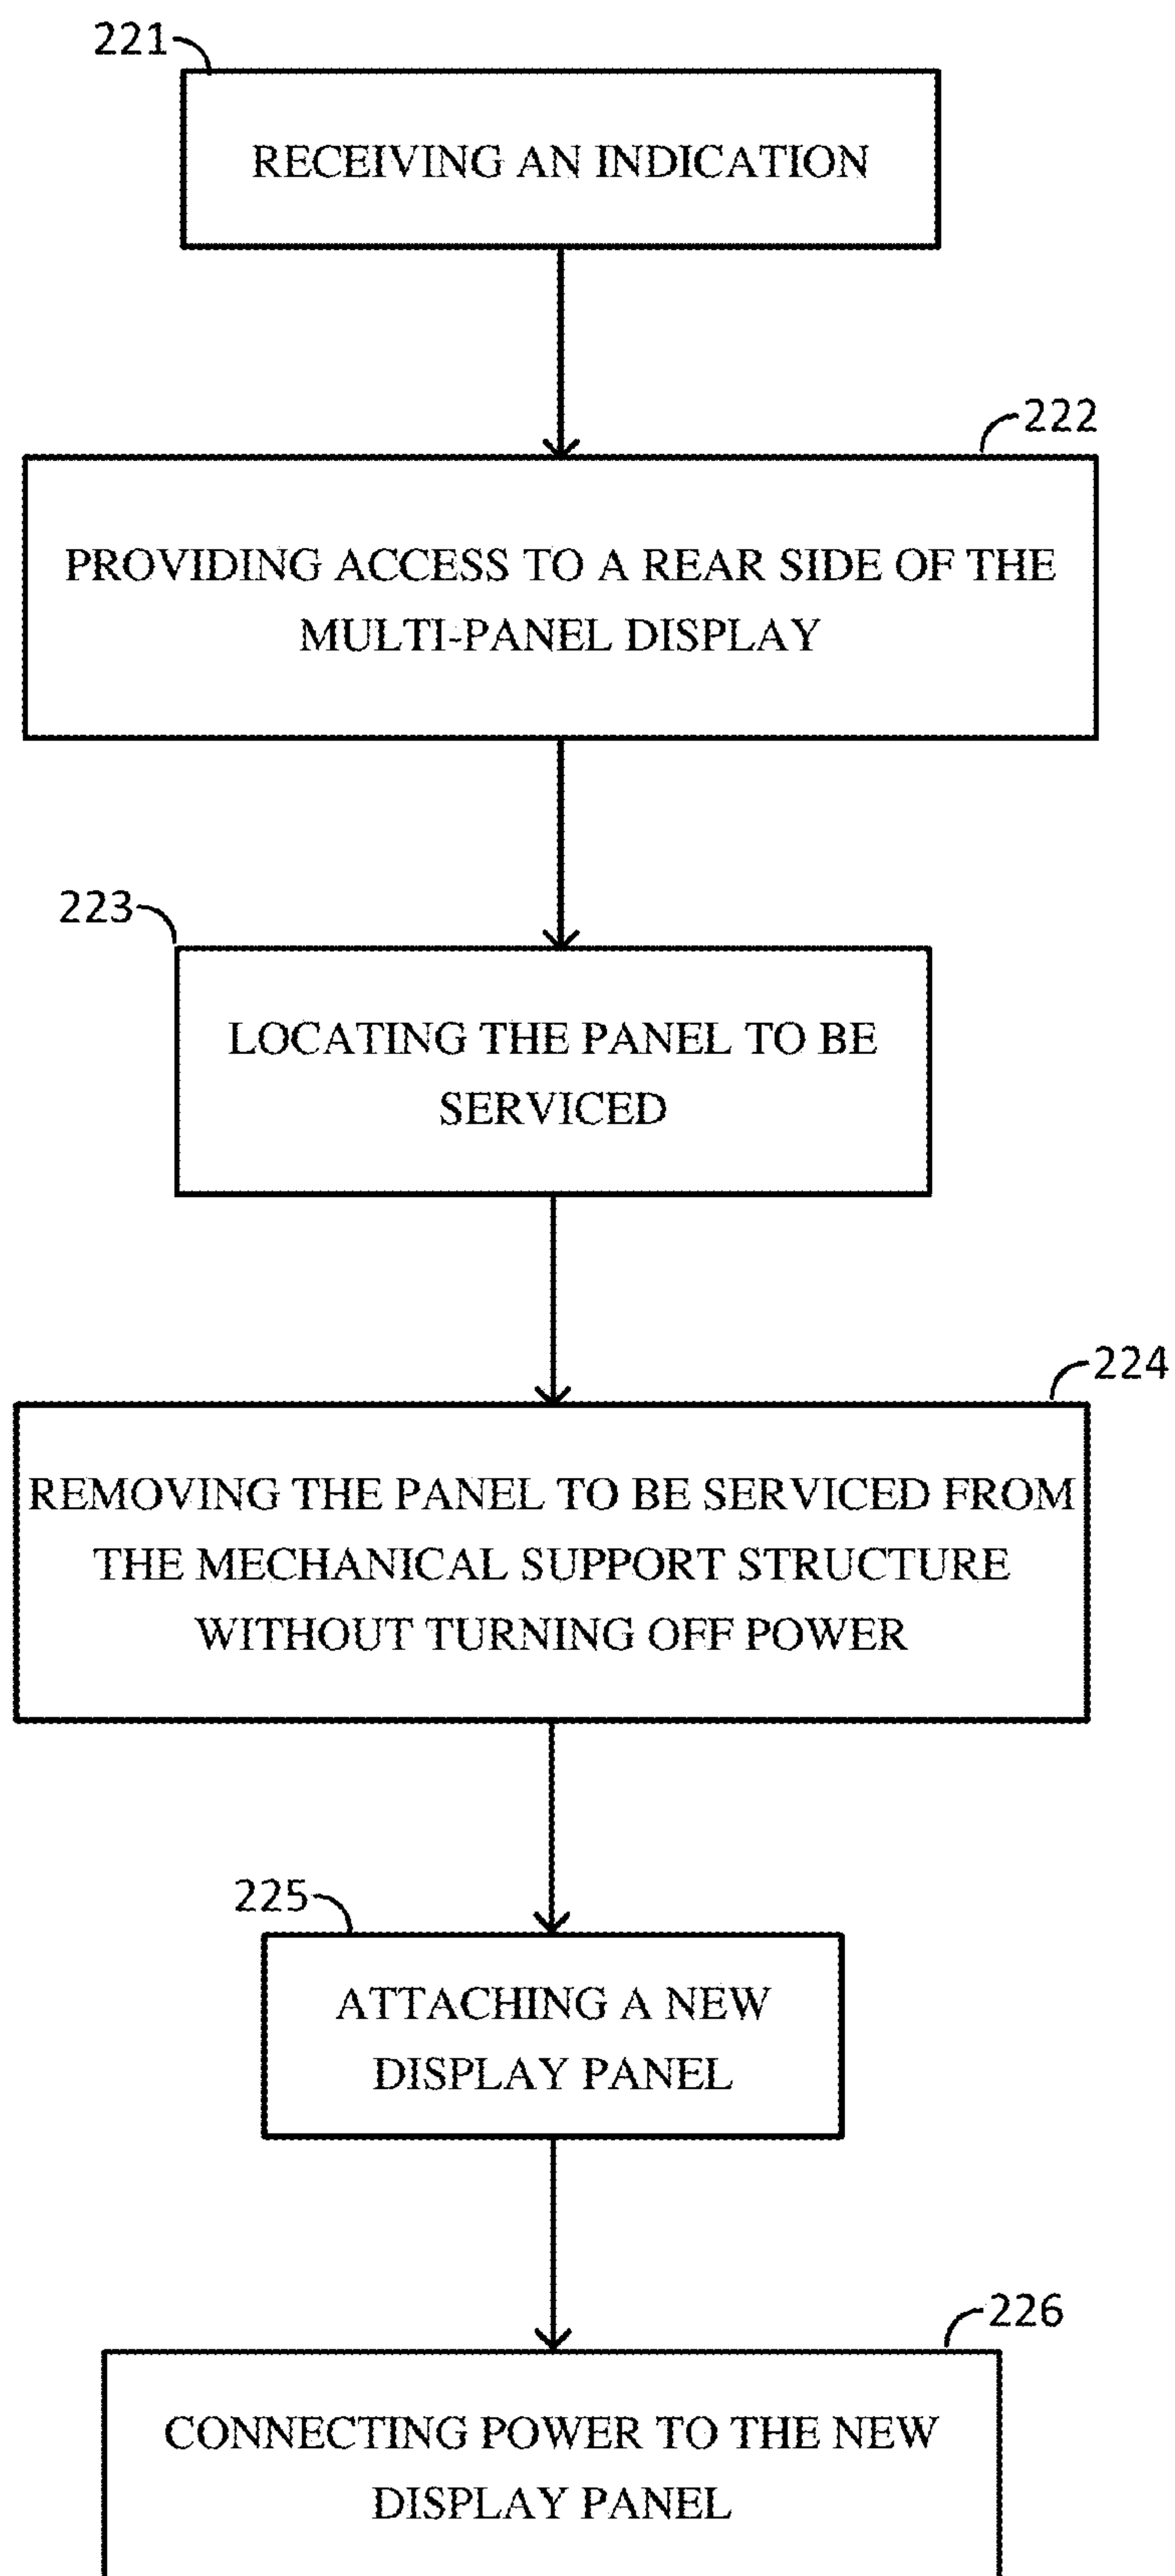 221
RECEIVING AN INDICATION
222
PROVIDING ACCESS TO A REAR SIDE OF THE
MULTI-PANEL DISPLAY
223
LOCATING THE PANEL TO BE
SERVICED
224
REMOVING THE PANEL TO BE SERVICED FROM
THE MECHANICAL SUPPORT STRUCTURE
WITHOUT TURNING OFF POWER
225
ATTACHING A NEW
DISPLAY PANEL
226
CONNECTING POWER TO THE NEW
DISPLAY PANEL